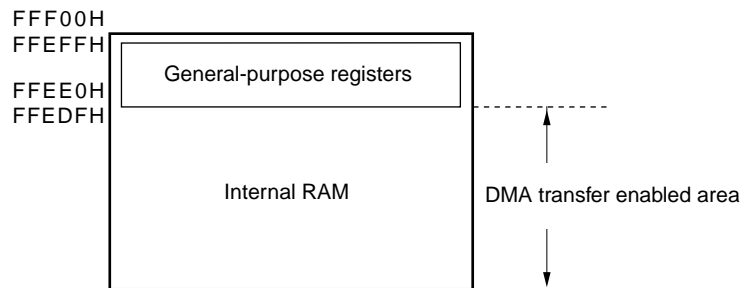 FFF00H
FFEFFH
General-purpose registers
FFEE0H
FFEDFH
Internal RAM
DMA transfer enabled area